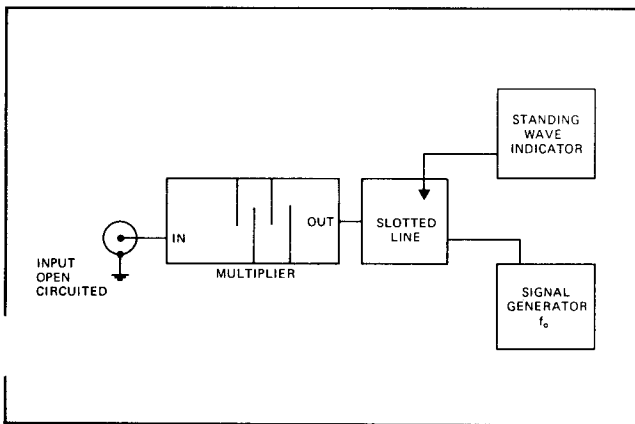 STANDING
WAVE
INDICATOR
IN
OUT
SLOTTED
LINE
MULTIPLIER
INPUT
OPEN
CIRCUITED
SIGNAL
GENERATOR
f₀